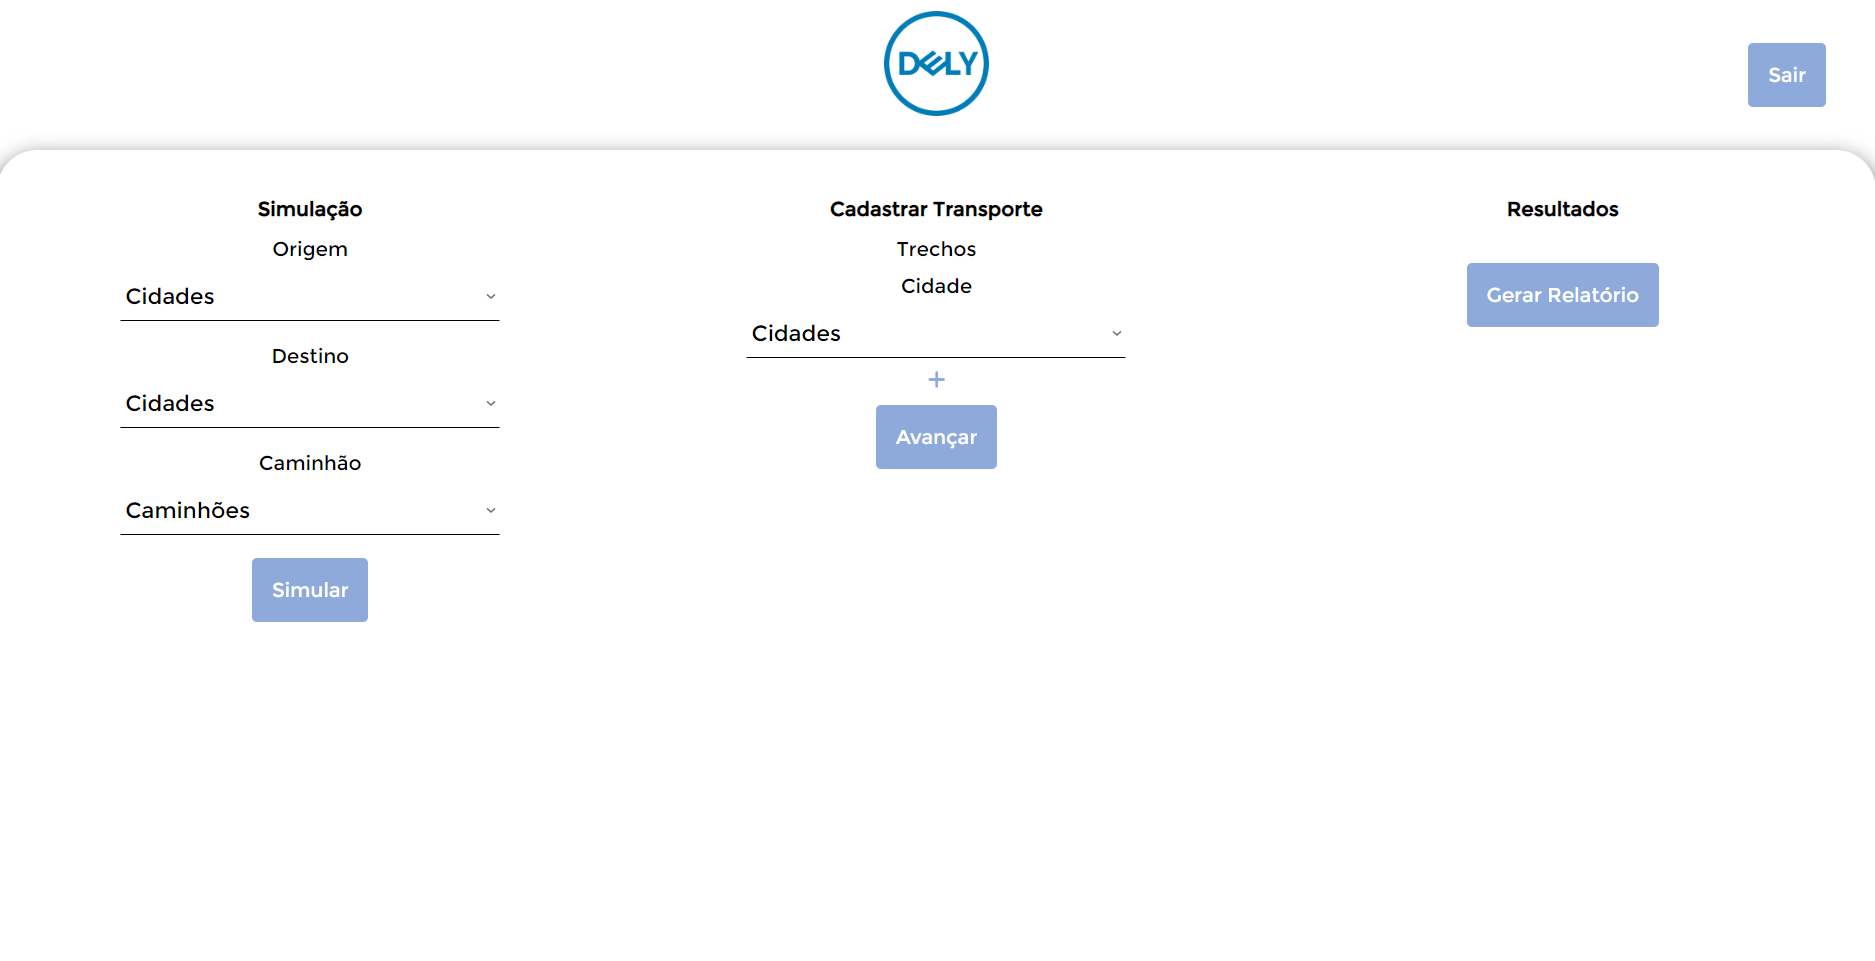 DELY
Sair
Simulação
Origem
Cidades
Destino
Cidades
Caminhão
Caminhões
Simular
Cadastrar Transporte
Trechos
Cidade
Cidades
+
Avançar
Resultados
Gerar Relatório